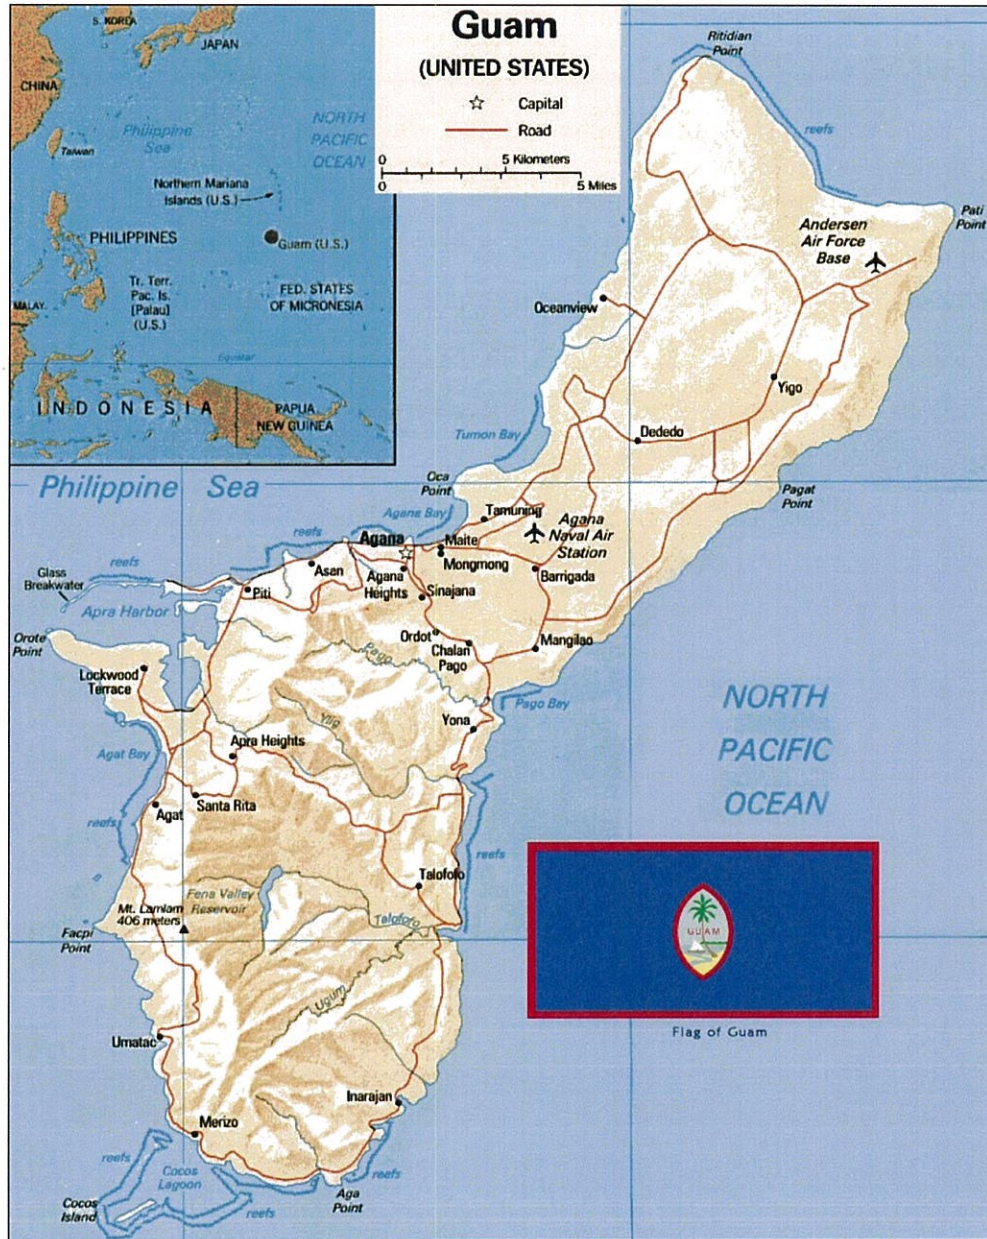 Guam
(UNITED STATES)
Capital
Road
0
5 Kilometers
0
5 Miles
S. KOREA
JAPAN
CHINA
Philippine
Sea
NORTH
PACIFIC
OCEAN
Taiwan
Northern Mariana
Islands (U.S.)
PHILIPPINES
Guam (U.S.)
Tr. Terr.
Pac. Is.
[Palau]
(U.S.)
FED. STATES
OF MICRONESIA
MALAY.
Equator
INDONESIA
PAPUA
NEW GUINEA
Ritidian
Point
reefs
Pati
Point
Andersen
Air Force
Base
Oceanview
Yigo
Dededo
Tumon Bay
Oca
Point
Pagat
Point
Philippine Sea
Agana Bay
Tamuning
Agana
Naval Air
Station
reefs
Agana
Maite
Mongmong
reefs
Asan
Agana
Heights
Barrigada
Glass
Breakwater
Piti
Sinajana
Apra Harbor
Orote
Point
Ordot
Chalan
Pago
Mangilao
Pago
Lockwood
Terrace
Pago Bay
NORTH
PACIFIC
OCEAN
Ylig
Yona
Agat Bay
Apra Heights
Santa Rita
Agat
reefs
reefs
Talofofo
Fena Valley
Reservoir
Mt. Lamlam
406 meters
Talofofo
Facpi
Point
GUAM
Flag of Guam
Ugum
Umatac
Inarajan
Merizo
reefs
Cocos
Lagoon
reefs
Cocos
Island
reefs
Aga
Point